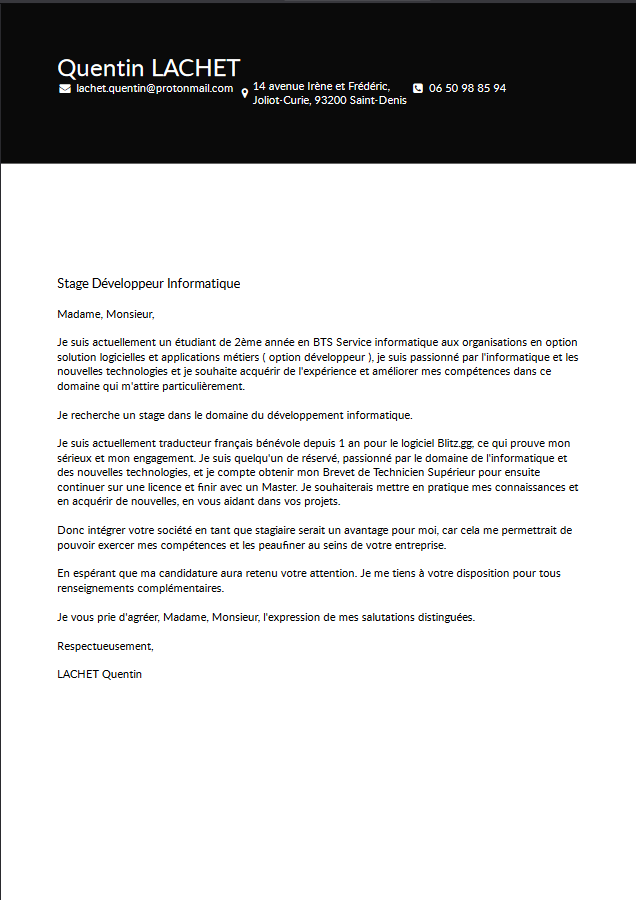 Quentin LACHET
lachet.quentin@protonmail.com
14 avenue Irène et Frédéric,
Joliot-Curie, 93200 Saint-Denis
06 50 98 85 94
Stage Développeur Informatique
Madame, Monsieur,
Je suis actuellement un étudiant de 2ème année en BTS Service informatique aux organisations en option
solution logicielles et applications métiers ( option développeur ), je suis passionné par l'informatique et les
nouvelles technologies et je souhaite acquérir de l'expérience et améliorer mes compétences dans ce
domaine qui m'attire particulièrement.
Je recherche un stage dans le domaine du développement informatique.
Je suis actuellement traducteur français bénévole depuis 1 an pour le logiciel Blitz.gg, ce qui prouve mon
sérieux et mon engagement. Je suis quelqu'un de réservé, passionné par le domaine de l'informatique et
des nouvelles technologies, et je compte obtenir mon Brevet de Technicien Supérieur pour ensuite
continuer sur une licence et finir avec un Master. Je souhaiterais mettre en pratique mes connaissances et
en acquérir de nouvelles, en vous aidant dans vos projets.
Donc intégrer votre société en tant que stagiaire serait un avantage pour moi, car cela me permettrait de
pouvoir exercer mes compétences et les peaufiner au seins de votre entreprise.
En espérant que ma candidature aura retenu votre attention. Je me tiens à votre disposition pour tous
renseignements complémentaires.
Je vous prie d'agréer, Madame, Monsieur, l'expression de mes salutations distinguées.
Respectueusement,
LACHET Quentin